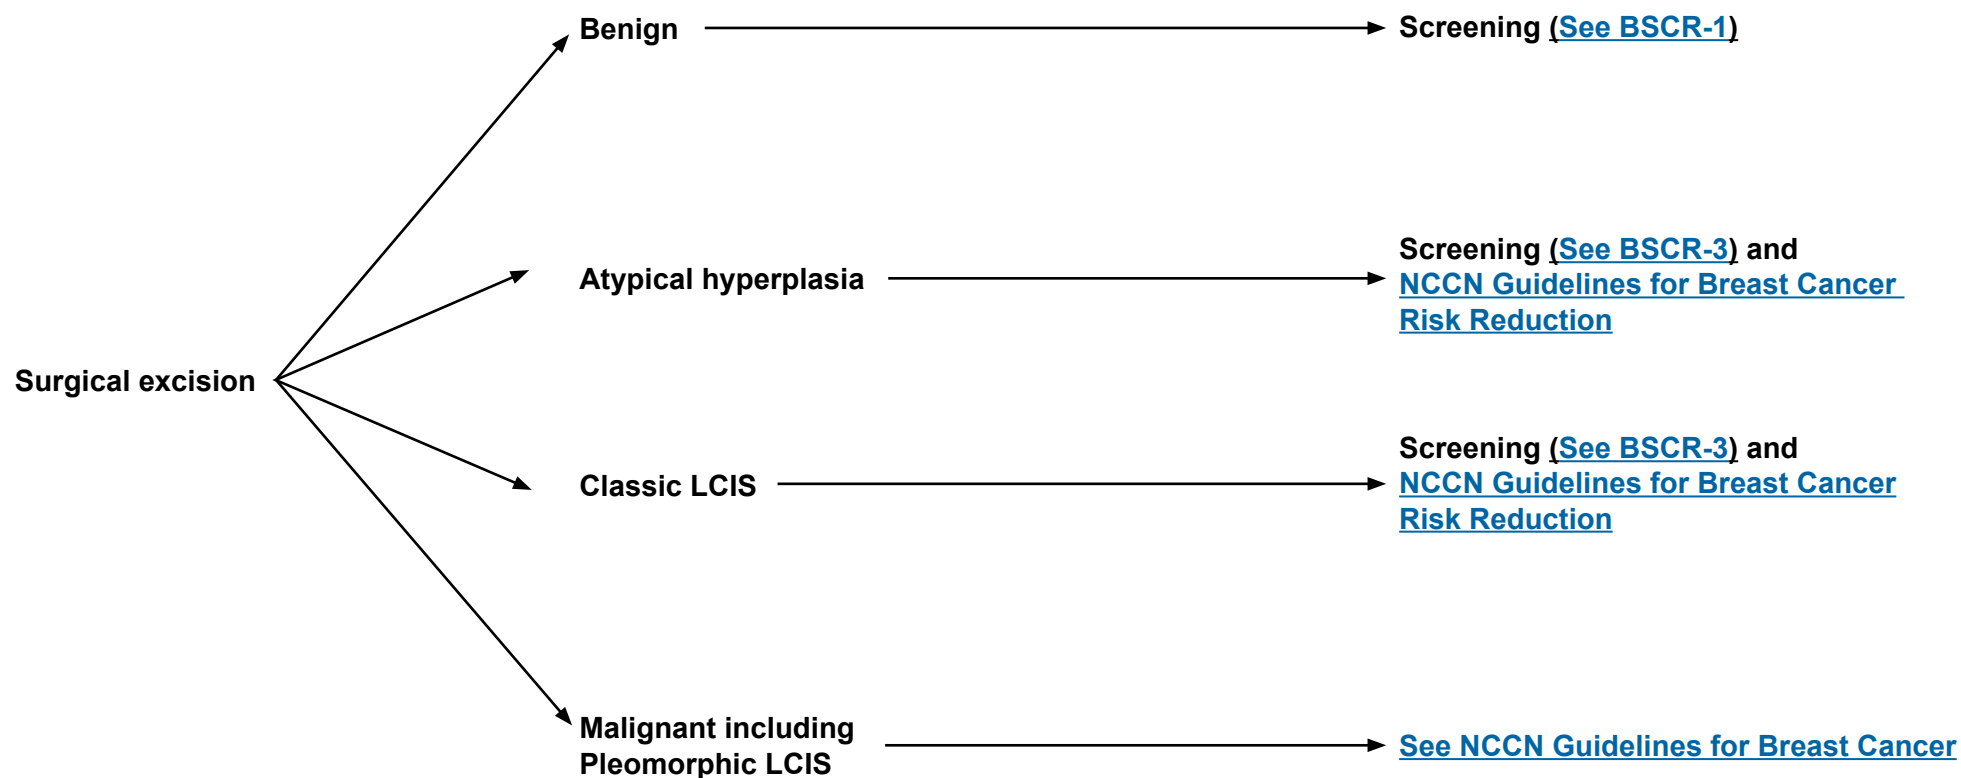 Benign
Screening (See BSCR-1)
Atypical hyperplasia
Screening (See BSCR-3) and
NCCN Guidelines for Breast Cancer
Risk Reduction
Surgical excision
Classic LCIS
Screening (See BSCR-3) and
NCCN Guidelines for Breast Cancer
Risk Reduction
Malignant including
Pleomorphic LCIS
See NCCN Guidelines for Breast Cancer